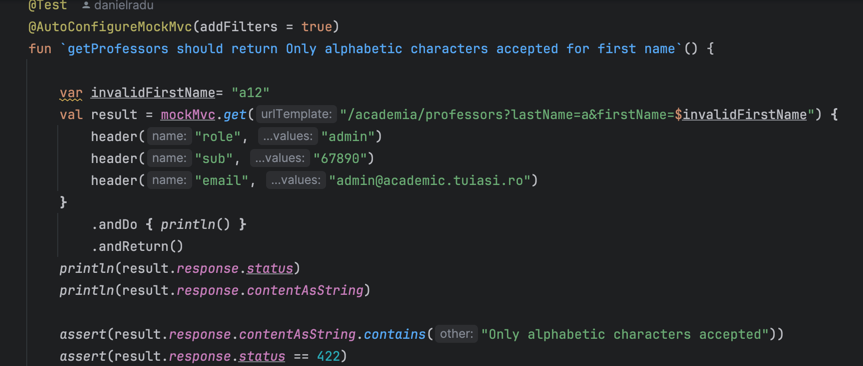 @Test danielradu
@AutoConfigureMockMvc(addFilters = true)
fun `getProfessors should return Only alphabetic characters accepted for first name`() {
var invalidFirstName= "a12"
val result = mockMvc.get( urlTemplate: "/academia/professors?lastName=a&firstName=$invalidFirstName") {
header( name: "role", ...values: "admin")
header( name: "sub", ...values: "67890")
header( name: "email", ...values: "admin@academic.tuiasi.ro")
}
.andDo { println() }
.andReturn()
println(result.response.status)
println(result.response.contentAsString)
assert(result.response.contentAsString.contains( other: "Only alphabetic characters accepted"))
assert(result.response.status == 422)